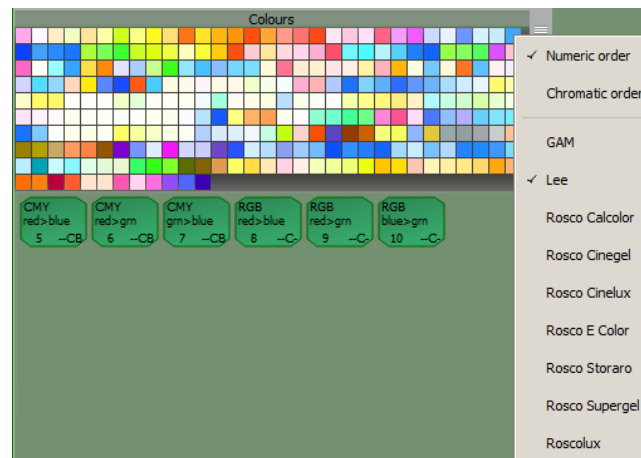 Colours
✓ Numeric order
Chromatic order
GAM
✓ Lee
Rosco Calcolor
Rosco Cinegel
Rosco Cinelux
Rosco E Color
Rosco Storaro
Rosco Supergel
Roscolux
CMY
red>blue
5 --CB
CMY
red>grn
6 --CB
CMY
grn>blue
7 --CB
RGB
red>blue
8 --C-
RGB
red>grn
9 --C-
RGB
blue>grn
10 --C-